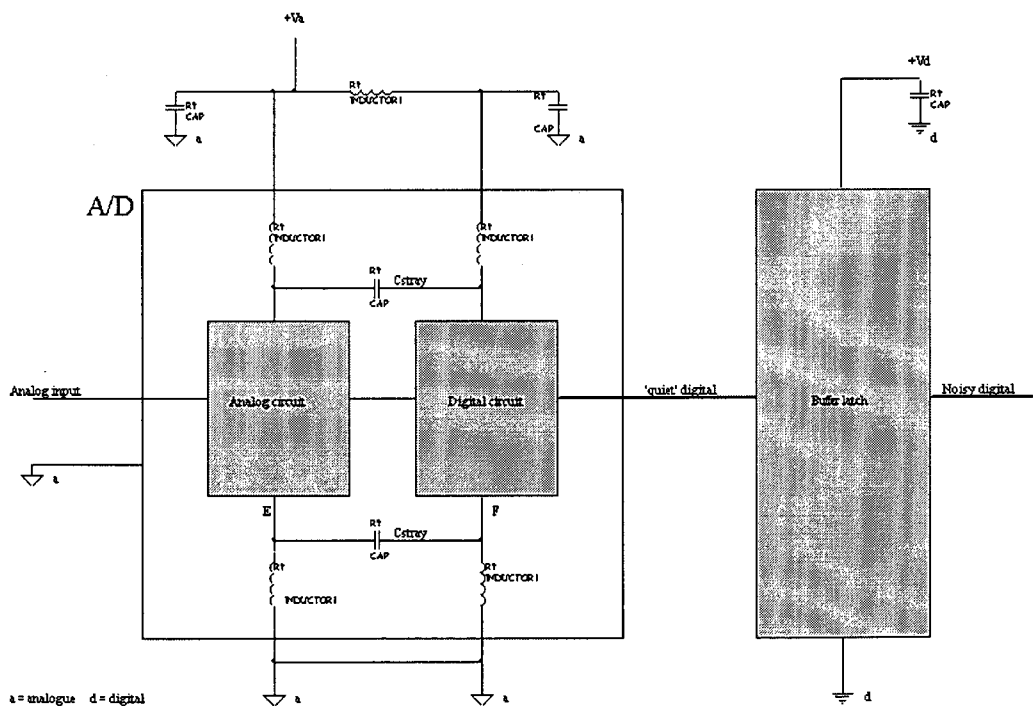 +Va
+Vd
R†
INDUCTOR1
R†
CAP
R†
CAP
R†
CAP
a
a
d
A/D
R†
INDUCTOR1
R†
INDUCTOR1
R†
Cstray
CAP
Analog input
Analog circuit
Digital circuit
'quiet' digital
Buffer latch
Noisy digital
a
E
F
R†
Cstray
CAP
R†
INDUCTOR1
R†
INDUCTOR1
a = analogue d = digital
a
a
d